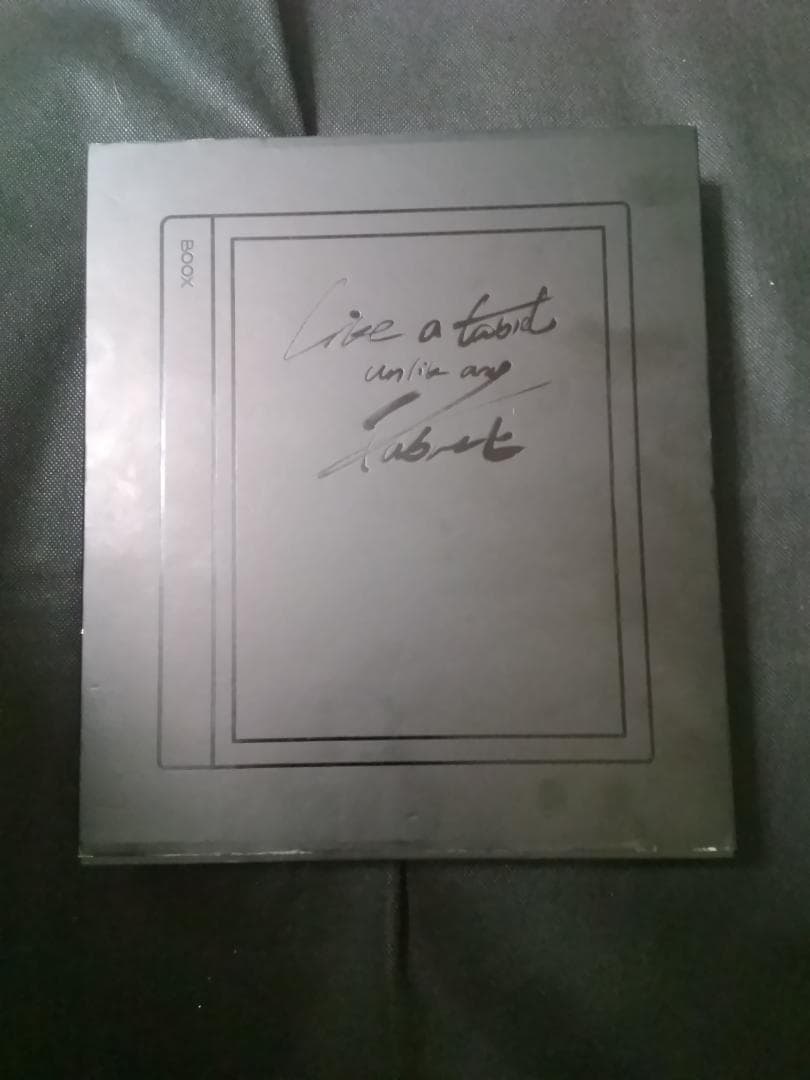 BOOX
Like a tablet
unlike any
tablet